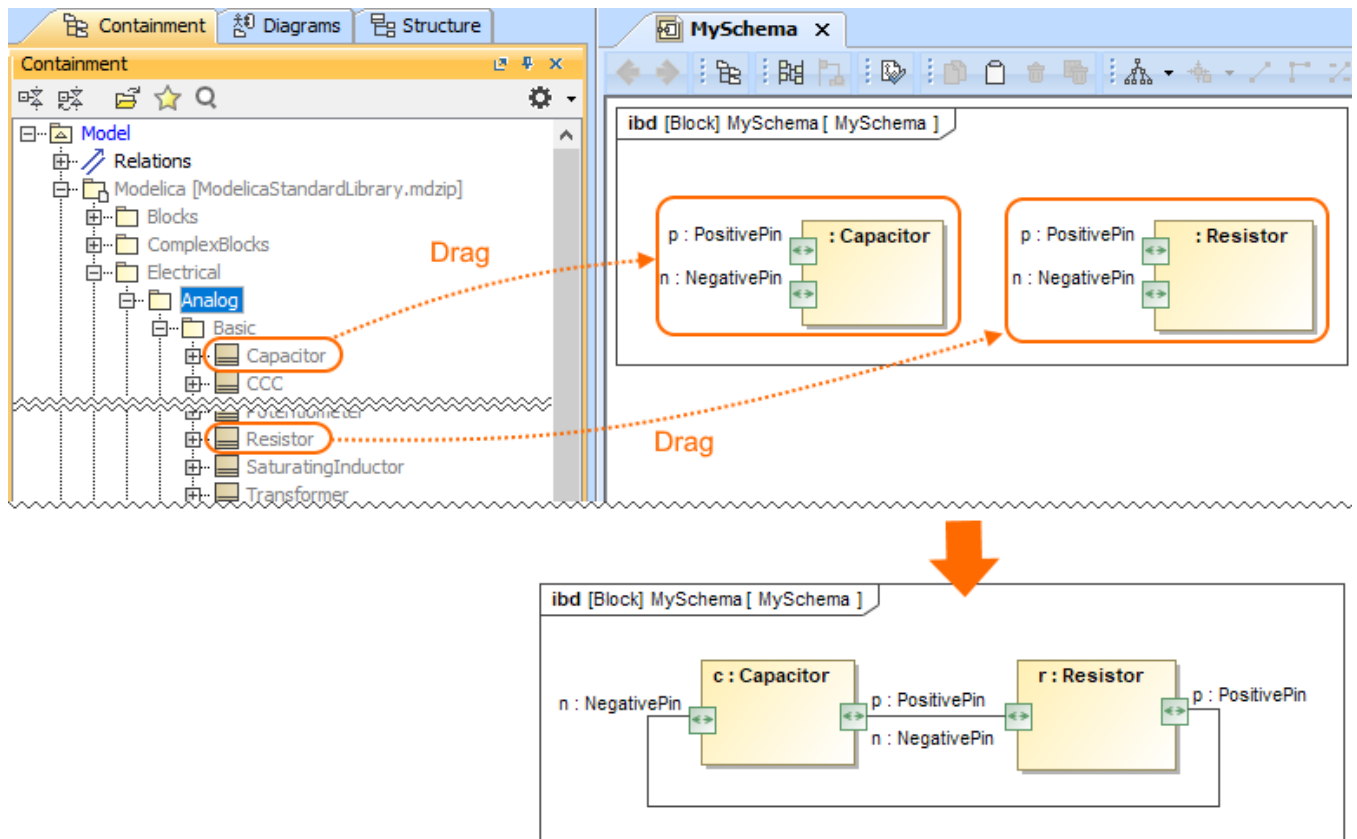 Containment Diagrams Structure
Containment
Model
Relations
Modelica [ModelicaStandardLibrary.mdzip]
Blocks
ComplexBlocks
Electrical
Analog
Basic
Capacitor
CCC
Potentiometer
Resistor
SaturatingInductor
Transformer
Drag
Drag
MySchema X
ibd [Block] MySchema [ MySchema ]
p : PositivePin
n : NegativePin
: Capacitor
p : PositivePin
n : NegativePin
: Resistor
ibd [Block] MySchema [ MySchema ]
n : NegativePin
c : Capacitor
p : PositivePin
n : NegativePin
r : Resistor
p : PositivePin